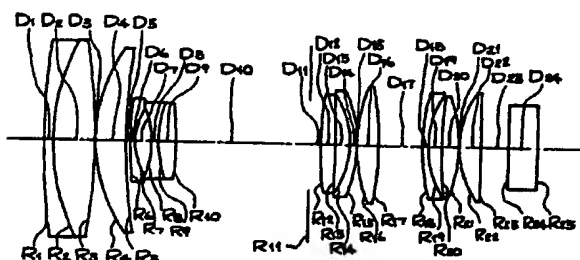 D1 D2 D3 D4 D5
D6 D7 D8 D9 D10
D11 D12 D13 D14 D15 D16 D17
D18 D19 D20 D21 D22 D23 D24
R1 R2 R3 R4 R5
R6 R7 R8 R9 R10
R11 R12 R13 R14 R15 R16 R17
R18 R19 R20 R21 R22 R23 R24 R25